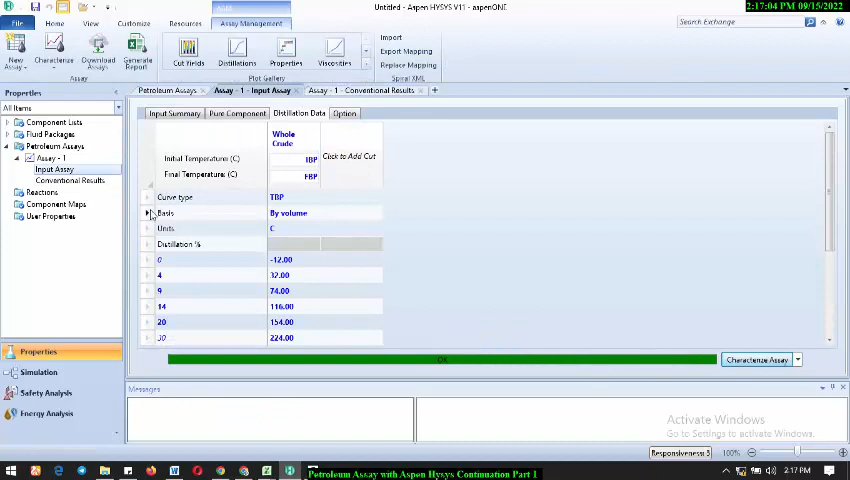 Untitled - Aspen HYSYS V11 - aspenONE
2:17:04 PM 09/15/2022
File
Home
View
Customize
Resources
Assay Management
Search Exchange
New Assay
Characterize
Download Assays
Generate Report
Assay
Cut Yields
Distillations
Properties
Viscosities
Plot Gallery
Import
Export Mapping
Replace Mapping
Spiral XML
Properties
All Items
Component Lists
Fluid Packages
Petroleum Assays
Assay - 1
Input Assay
Conventional Results
Reactions
Component Maps
User Properties
Petroleum Assays
Assay - 1 - Input Assay
Assay - 1 - Conventional Results
Input Summary
Pure Component
Distillation Data
Option
Whole Crude
Initial Temperature: (C) IBP
Click to Add Cut
Final Temperature: (C) FBP
Curve type TBP
Basis By volume
Units C
Distillation %
0 -12.00
4 32.00
9 74.00
14 116.00
20 154.00
30 224.00
OK
Characterize Assay
Properties
Simulation
Safety Analysis
Energy Analysis
Messages
Activate Windows
Go to Settings to activate Windows.
Responsiveness: 5
100%
Petroleum Assay with Aspen Hysys Continuation Part 1
2:17 PM